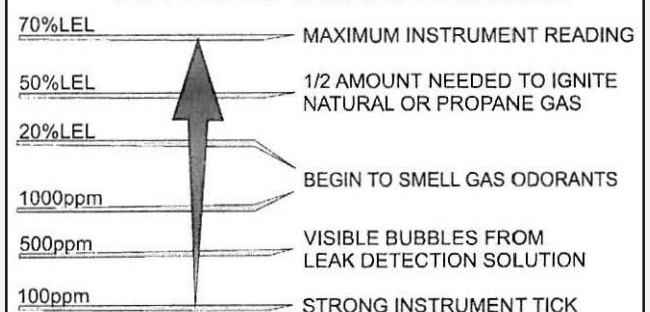 70%LEL
MAXIMUM INSTRUMENT READING
50%LEL
1/2 AMOUNT NEEDED TO IGNITE
NATURAL OR PROPANE GAS
20%LEL
BEGIN TO SMELL GAS ODORANTS
1000ppm
500ppm
VISIBLE BUBBLES FROM
LEAK DETECTION SOLUTION
100ppm
STRONG INSTRUMENT TICK